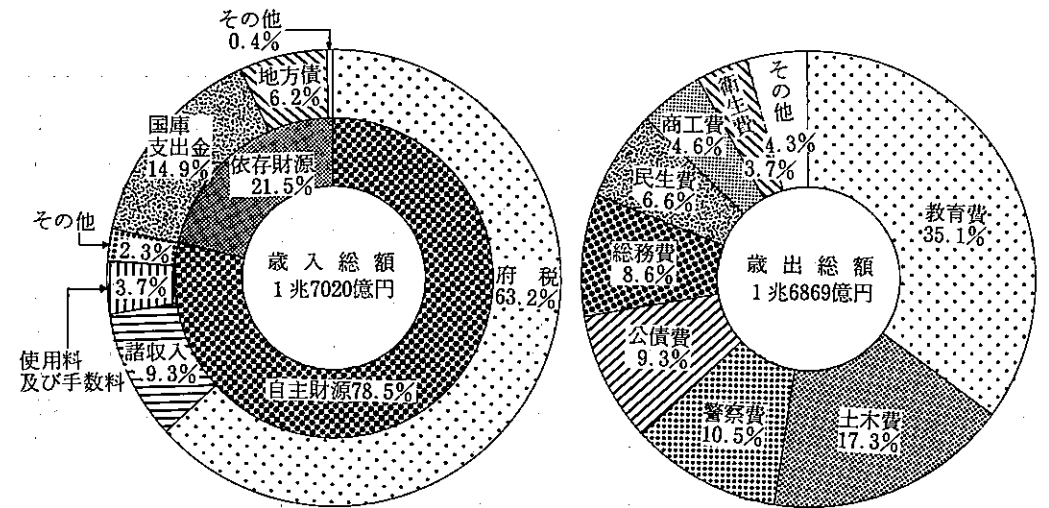 その他
0.4%
地方債
6.2%
国庫
支出金
14.9%
依存財源
21.5%
その他
2.3%
3.7%
使用料
及び手数料
諸収入
9.3%
歳入総額
1兆7020億円
府税
63.2%
自主財源78.5%
その他
4.3%
衛生費
3.7%
商工費
4.6%
民生費
6.6%
総務費
8.6%
公債費
9.3%
警察費
10.5%
土木費
17.3%
教育費
35.1%
歳出総額
1兆6869億円